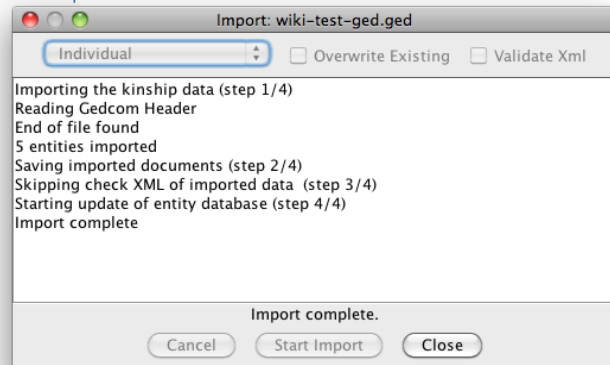 Import: wiki-test-ged.ged
Individual Overwrite Existing Validate Xml
Importing the kinship data (step 1/4)
Reading Gedcom Header
End of file found
5 entities imported
Saving imported documents (step 2/4)
Skipping check XML of imported data  (step 3/4)
Starting update of entity database (step 4/4)
Import complete
Import complete.
Cancel Start Import Close